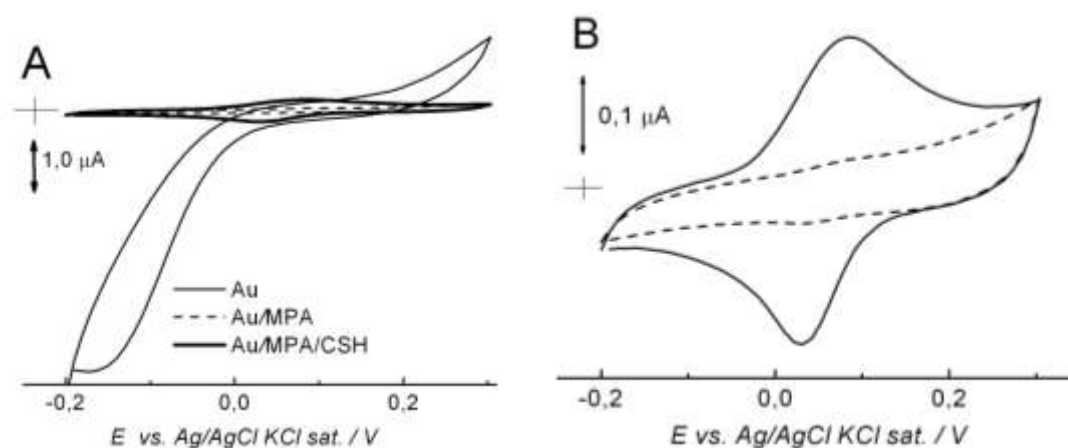 A
1,0 μA
Au
Au/MPA
Au/MPA/CSH
-0,2
0,0
0,2
E vs. Ag/AgCl KCl sat. / V
B
0,1 μA
-0,2
0,0
0,2
E vs. Ag/AgCl KCl sat. / V